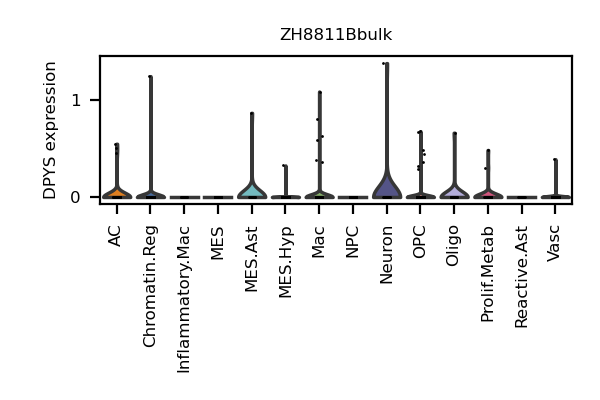 ZH8811Bbulk
DPYS expression
1
0
AC
Chromatin.Reg
Inflammatory.Mac
MES
MES.Ast
MES.Hyp
Mac
NPC
Neuron
OPC
Oligo
Prolif.Metab
Reactive.Ast
Vasc